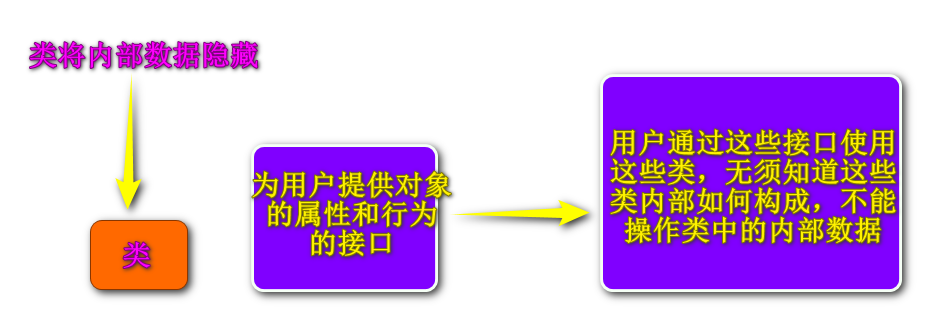 类将内部数据隐藏
类
为用户提供对象
的属性和行为
的接口
用户通过这些接口使用
这些类，无须知道这些
类内部如何构成，不能
操作类中的内部数据